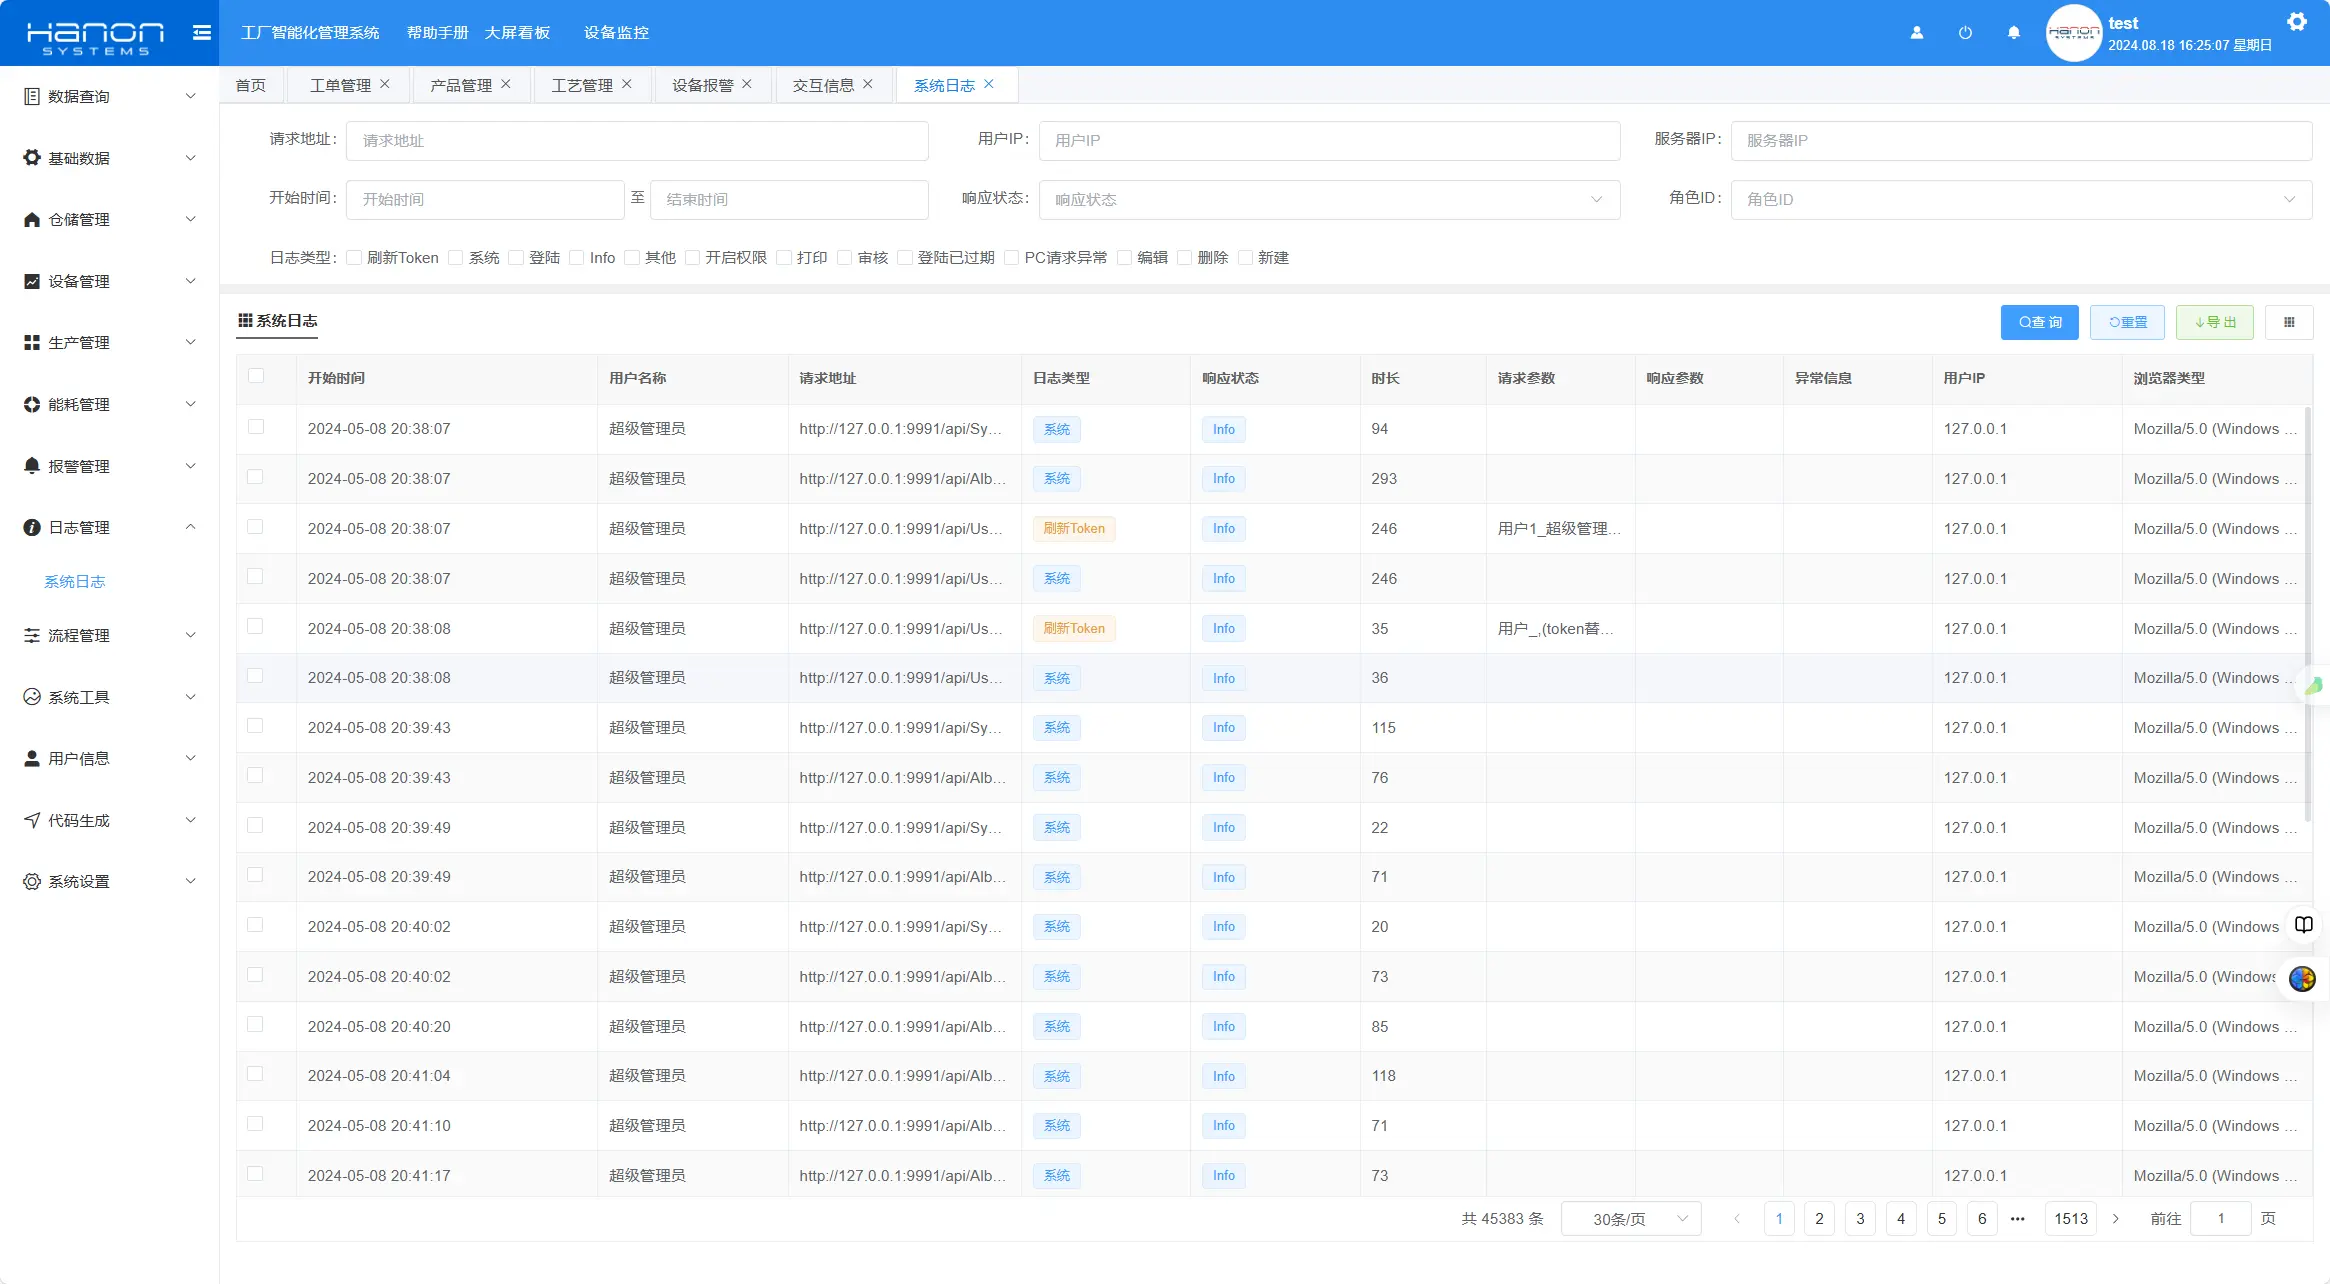 Hanon
SYSTEMS
工厂智能化管理系统 帮助手册 大屏看板 设备监控
Hanon
SYSTEMS
test
2024.08.18 16:25:07 星期日
首页 工单管理 产品管理 工艺管理 设备报警 交互信息 系统日志
数据查询
基础数据
仓储管理
设备管理
生产管理
能耗管理
报警管理
日志管理
系统日志
流程管理
系统工具
用户信息
代码生成
系统设置
请求地址: 请求地址 用户IP: 用户IP 服务器IP: 服务器IP
开始时间: 开始时间 至 结束时间 响应状态: 响应状态 角色ID: 角色ID
日志类型: 刷新Token 系统 登陆 Info 其他 开启权限 打印 审核 登陆已过期 PC请求异常 编辑 删除 新建
系统日志 查 询 重置 导 出
开始时间 用户名称 请求地址 日志类型 响应状态 时长 请求参数 响应参数 异常信息 用户IP 浏览器类型
2024-05-08 20:38:07 超级管理员 http://127.0.0.1:9991/api/Sy... 系统 Info 94 127.0.0.1 Mozilla/5.0 (Windows ...
2024-05-08 20:38:07 超级管理员 http://127.0.0.1:9991/api/Alb... 系统 Info 293 127.0.0.1 Mozilla/5.0 (Windows ...
2024-05-08 20:38:07 超级管理员 http://127.0.0.1:9991/api/Us... 刷新Token Info 246 用户1_超级管理... 127.0.0.1 Mozilla/5.0 (Windows ...
2024-05-08 20:38:07 超级管理员 http://127.0.0.1:9991/api/Us... 系统 Info 246 127.0.0.1 Mozilla/5.0 (Windows ...
2024-05-08 20:38:08 超级管理员 http://127.0.0.1:9991/api/Us... 刷新Token Info 35 用户_,(token替... 127.0.0.1 Mozilla/5.0 (Windows ...
2024-05-08 20:38:08 超级管理员 http://127.0.0.1:9991/api/Us... 系统 Info 36 127.0.0.1 Mozilla/5.0 (Windows ...
2024-05-08 20:39:43 超级管理员 http://127.0.0.1:9991/api/Sy... 系统 Info 115 127.0.0.1 Mozilla/5.0 (Windows ...
2024-05-08 20:39:43 超级管理员 http://127.0.0.1:9991/api/Alb... 系统 Info 76 127.0.0.1 Mozilla/5.0 (Windows ...
2024-05-08 20:39:49 超级管理员 http://127.0.0.1:9991/api/Sy... 系统 Info 22 127.0.0.1 Mozilla/5.0 (Windows ...
2024-05-08 20:39:49 超级管理员 http://127.0.0.1:9991/api/Alb... 系统 Info 71 127.0.0.1 Mozilla/5.0 (Windows ...
2024-05-08 20:40:02 超级管理员 http://127.0.0.1:9991/api/Sy... 系统 Info 20 127.0.0.1 Mozilla/5.0 (Windows
2024-05-08 20:40:02 超级管理员 http://127.0.0.1:9991/api/Alb... 系统 Info 73 127.0.0.1 Mozilla/5.0 (Windows
2024-05-08 20:40:20 超级管理员 http://127.0.0.1:9991/api/Alb... 系统 Info 85 127.0.0.1 Mozilla/5.0 (Windows ...
2024-05-08 20:41:04 超级管理员 http://127.0.0.1:9991/api/Alb... 系统 Info 118 127.0.0.1 Mozilla/5.0 (Windows ...
2024-05-08 20:41:10 超级管理员 http://127.0.0.1:9991/api/Alb... 系统 Info 71 127.0.0.1 Mozilla/5.0 (Windows ...
2024-05-08 20:41:17 超级管理员 http://127.0.0.1:9991/api/Alb... 系统 Info 73 127.0.0.1 Mozilla/5.0 (Windows ...
共 45383 条 30条/页 1 2 3 4 5 6 ... 1513 前往 1 页